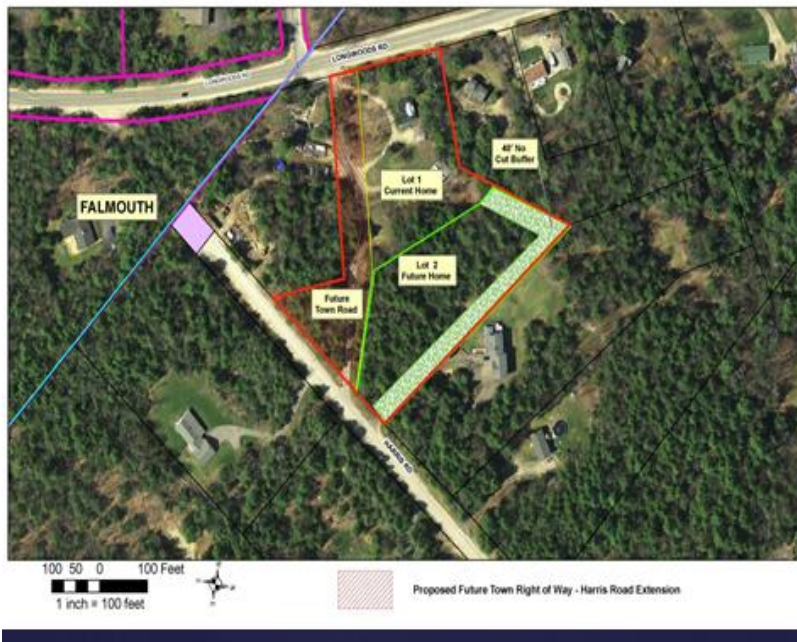 LONGWOODS RD
LONGWOODS RD
40' No
Cut Buffer
Lot 1
Current Home
FALMOUTH
Lot 2
Future Home
Future
Town Road
HARRIS RD
100 50 0 100 Feet
1 inch = 100 feet
Proposed Future Town Right of Way - Harris Road Extension